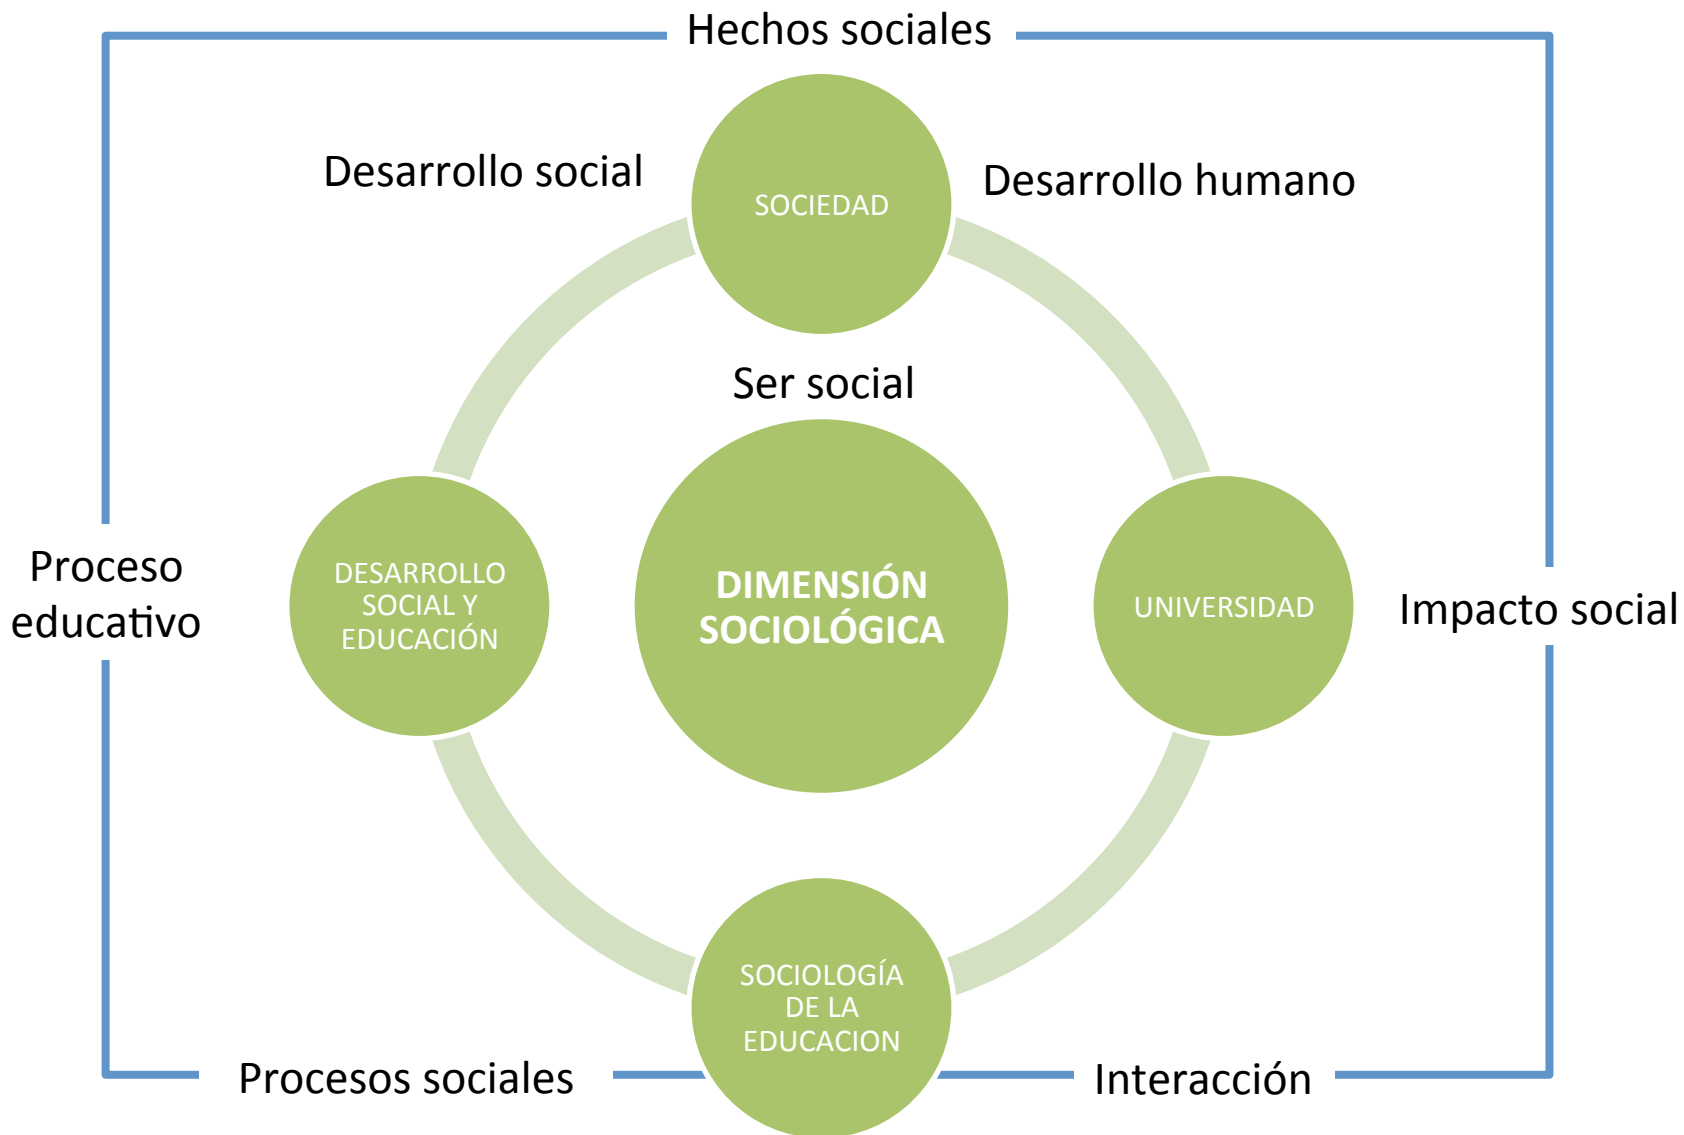 Hechos sociales
Desarrollo social
Desarrollo humano
SOCIEDAD
Ser social
Proceso
educativo
DESARROLLO
SOCIAL Y
EDUCACIÓN
DIMENSIÓN
SOCIOLÓGICA
UNIVERSIDAD
Impacto social
SOCIOLOGÍA
DE LA
EDUCACION
Procesos sociales
Interacción